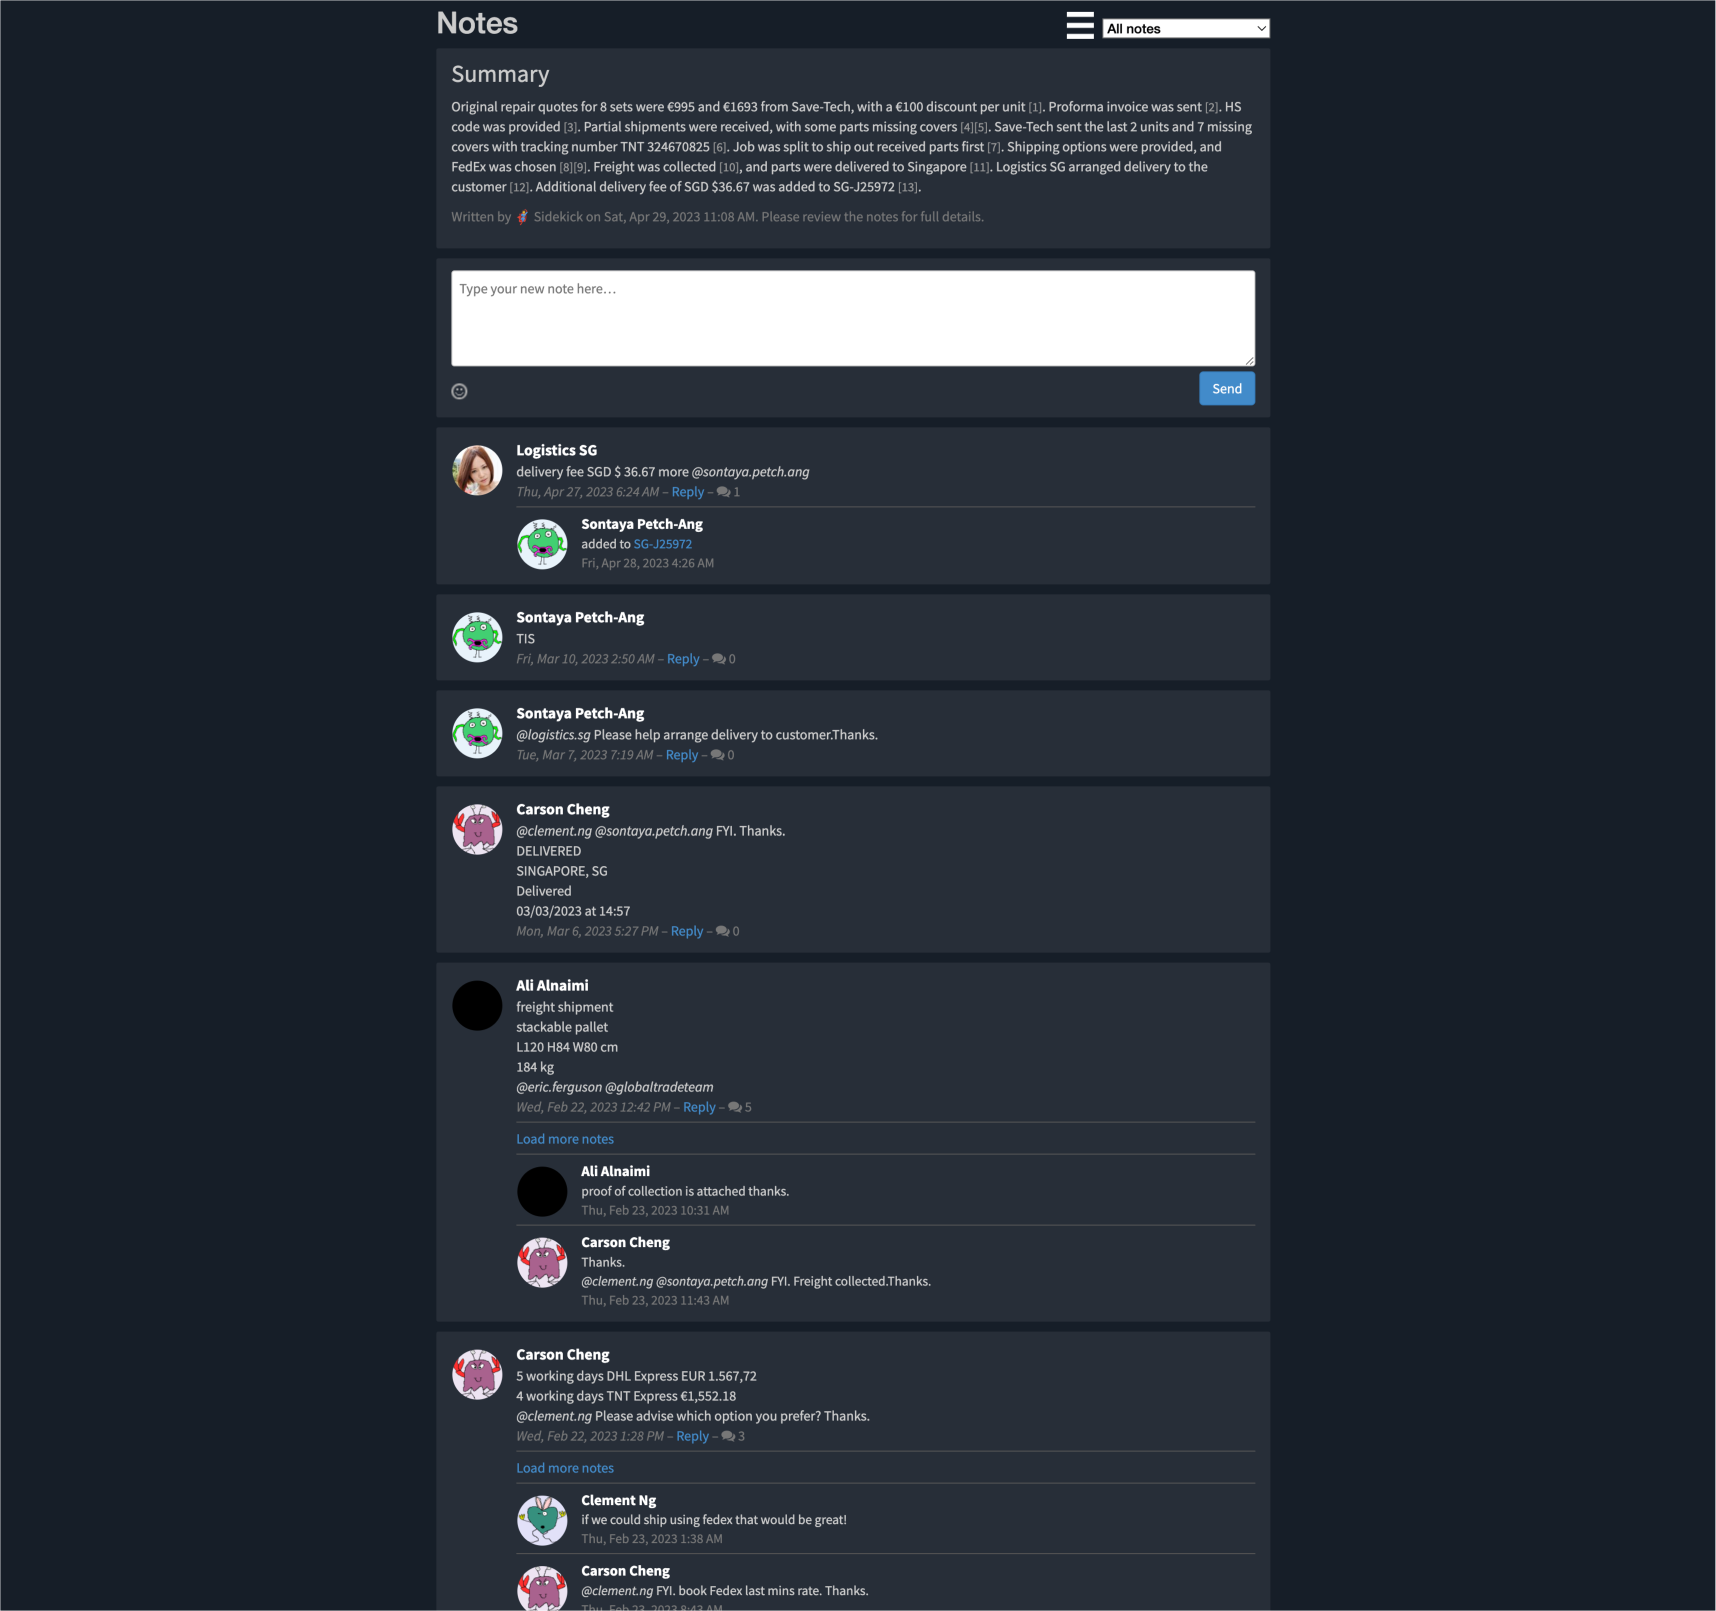 Notes
All notes
Summary
Original repair quotes for 8 sets were €995 and €1693 from Save-Tech, with a €100 discount per unit [1]. Proforma invoice was sent [2]. HS
code was provided [3]. Partial shipments were received, with some parts missing covers [4][5]. Save-Tech sent the last 2 units and 7 missing
covers with tracking number TNT 324670825 [6]. Job was split to ship out received parts first [7]. Shipping options were provided, and
FedEx was chosen [8][9]. Freight was collected [10], and parts were delivered to Singapore [11]. Logistics SG arranged delivery to the
customer [12]. Additional delivery fee of SGD $36.67 was added to SG-J25972 [13].
Written by Sidekick on Sat, Apr 29, 2023 11:08 AM. Please review the notes for full details.
Type your new note here…
Send
Logistics SG
delivery fee SGD $ 36.67 more @sontaya.petch.ang
Thu, Apr 27, 2023 6:24 AM – Reply – 1
Sontaya Petch-Ang
added to SG-J25972
Fri, Apr 28, 2023 4:26 AM
Sontaya Petch-Ang
TIS
Fri, Mar 10, 2023 2:50 AM – Reply – 0
Sontaya Petch-Ang
@logistics.sg Please help arrange delivery to customer.Thanks.
Tue, Mar 7, 2023 7:19 AM – Reply – 0
Carson Cheng
@clement.ng @sontaya.petch.ang FYI. Thanks.
DELIVERED
SINGAPORE, SG
Delivered
03/03/2023 at 14:57
Mon, Mar 6, 2023 5:27 PM – Reply – 0
Ali Alnaimi
freight shipment
stackable pallet
L120 H84 W80 cm
184 kg
@eric.ferguson @globaltradeteam
Wed, Feb 22, 2023 12:42 PM – Reply – 5
Load more notes
Ali Alnaimi
proof of collection is attached thanks.
Thu, Feb 23, 2023 10:31 AM
Carson Cheng
Thanks.
@clement.ng @sontaya.petch.ang FYI. Freight collected.Thanks.
Thu, Feb 23, 2023 11:43 AM
Carson Cheng
5 working days DHL Express EUR 1.567,72
4 working days TNT Express €1,552.18
@clement.ng Please advise which option you prefer? Thanks.
Wed, Feb 22, 2023 1:28 PM – Reply – 3
Load more notes
Clement Ng
if we could ship using fedex that would be great!
Thu, Feb 23, 2023 1:38 AM
Carson Cheng
@clement.ng FYI. book Fedex last mins rate. Thanks.
Thu, Feb 23, 2023 8:43 AM